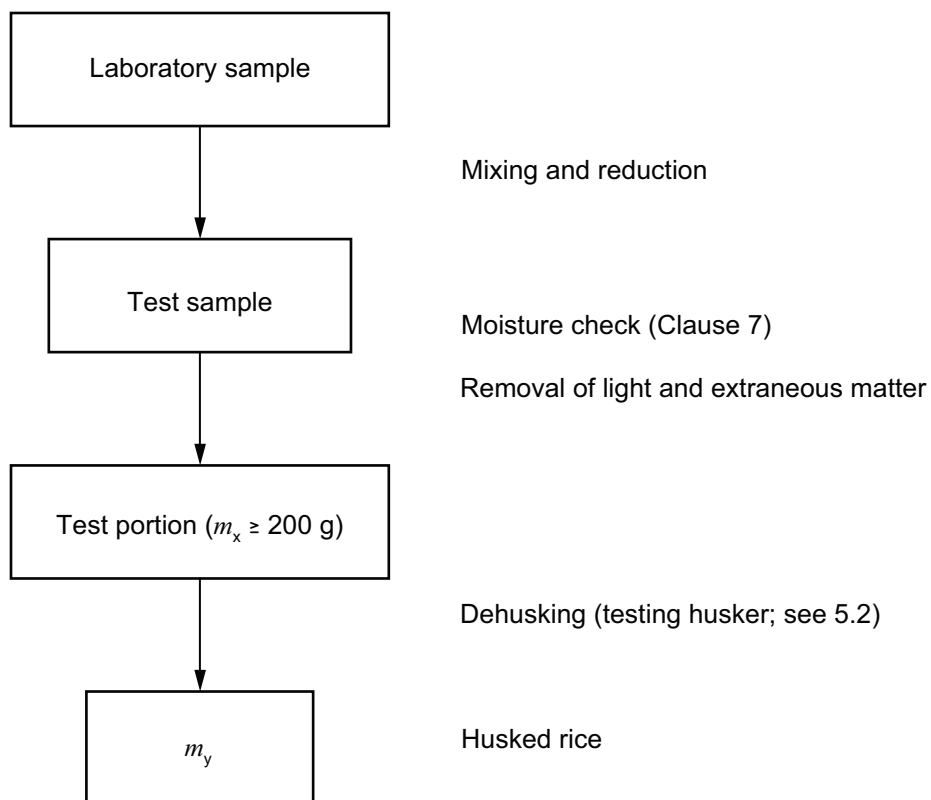 Laboratory sample
Mixing and reduction
Test sample
Moisture check (Clause 7)
Removal of light and extraneous matter
Test portion (mx ≥ 200 g)
Dehusking (testing husker; see 5.2)
my
Husked rice